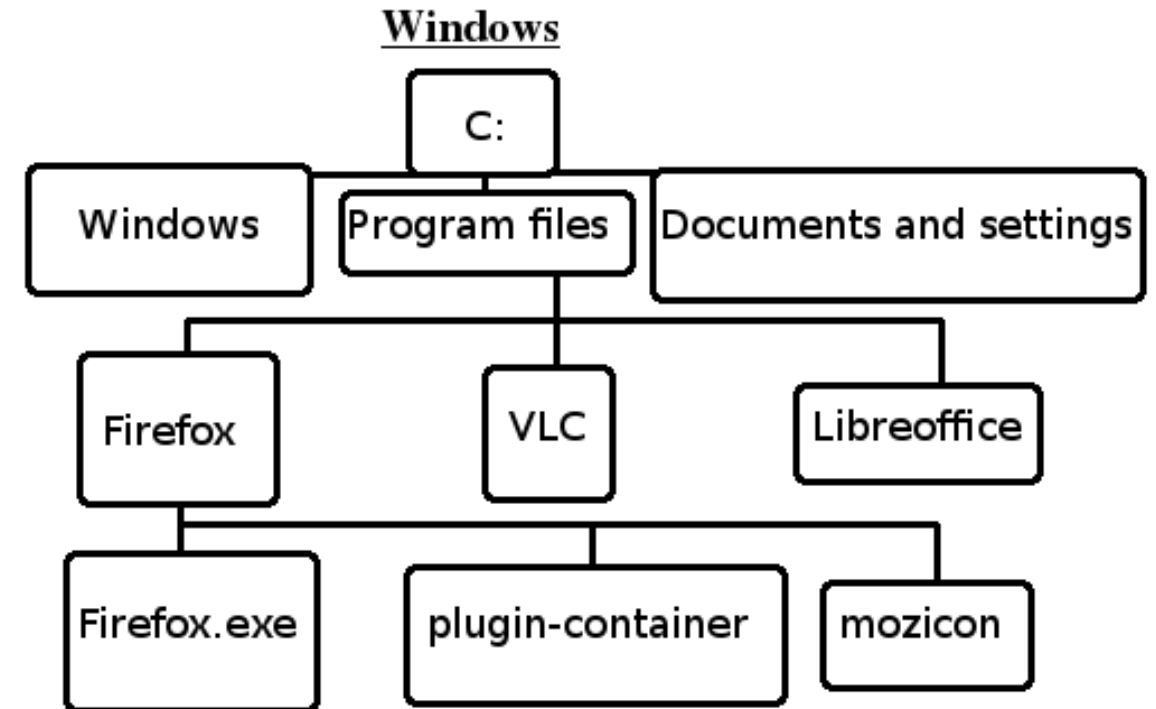 Windows
C:
Windows
Program files
Documents and settings
Firefox
VLC
Libreoffice
Firefox.exe
plugin-container
mozicon